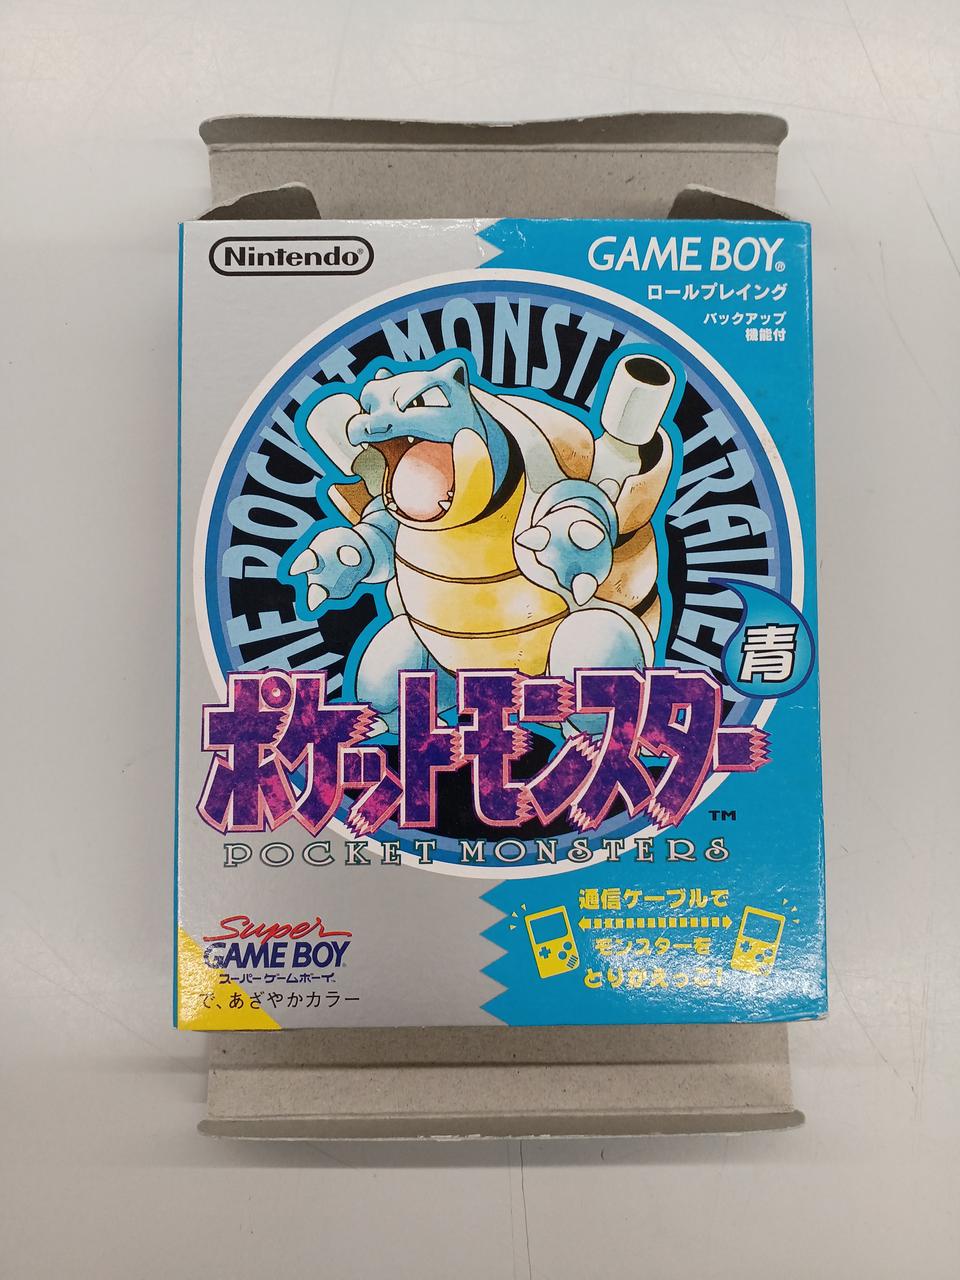 Nintendo®
GAME BOY®
ロールプレイング
バックアップ
機能付
THE POCKET MONSTER TRAINER
青
ポケットモンスター
TM
POCKET MONSTERS
通信ケーブルで
モンスターを
とりかえっこ!
Super
GAME BOY
スーパーゲームボーイ
で、あざやかカラー